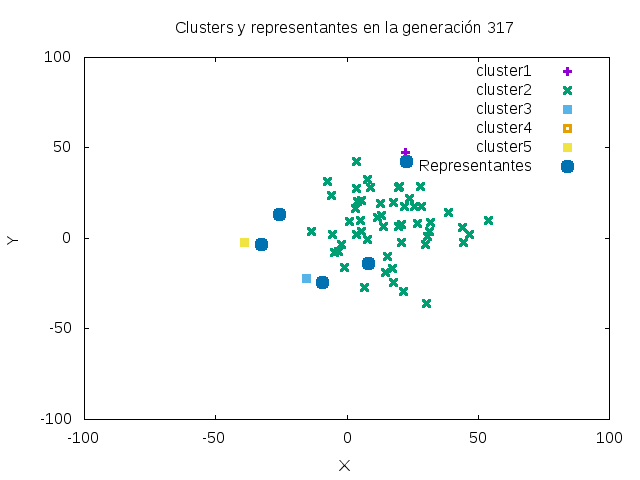 Clusters y representantes en la generación 317
100
50
0
-50
-100
-100
-50
0
50
100
Y
X
cluster1
cluster2
cluster3
cluster4
cluster5
Representantes